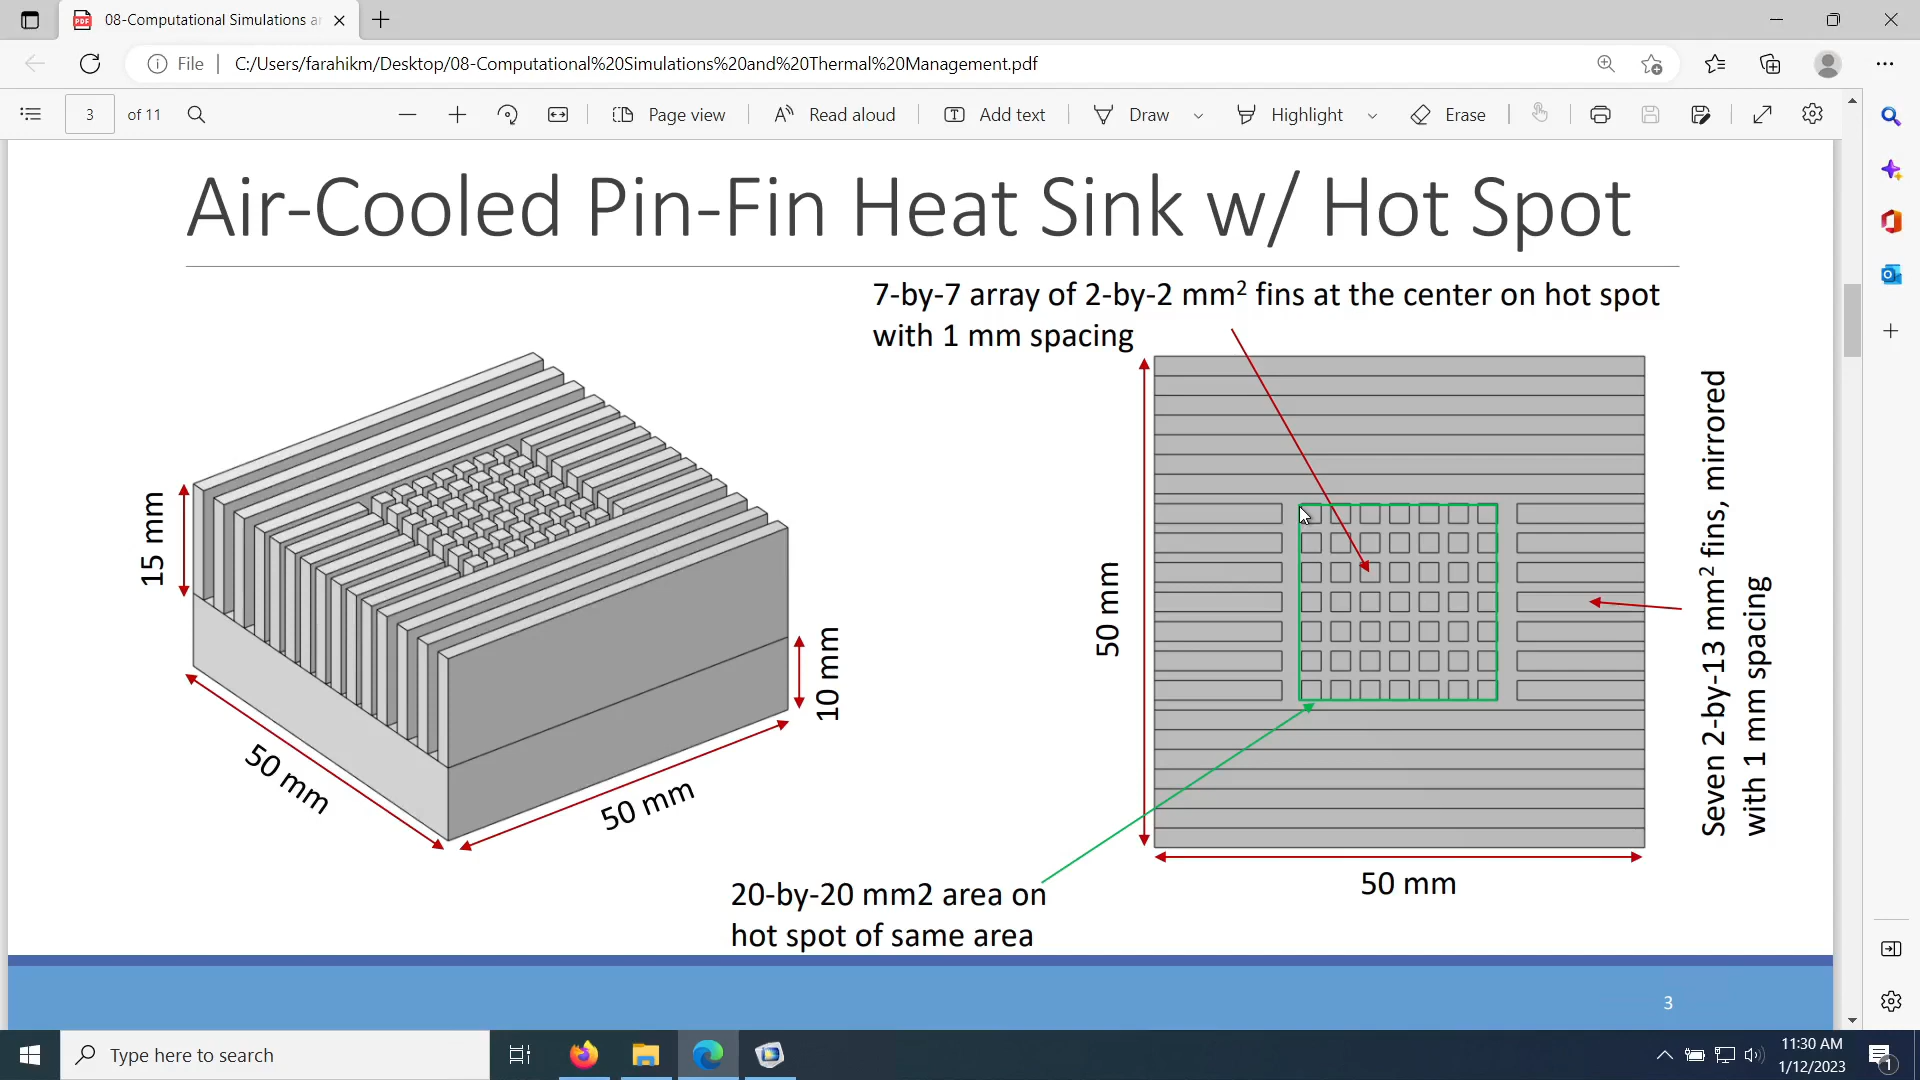 08-Computational Simulations a
File
C:/Users/farahikm/Desktop/08-Computational%20Simulations%20and%20Thermal%20Management.pdf
3 of 11
Page view
Read aloud
Add text
Draw
Highlight
Erase
Air-Cooled Pin-Fin Heat Sink w/ Hot Spot
7-by-7 array of 2-by-2 mm² fins at the center on hot spot
with 1 mm spacing
15 mm
10 mm
50 mm
50 mm
50 mm
50 mm
Seven 2-by-13 mm² fins, mirrored
with 1 mm spacing
20-by-20 mm2 area on
hot spot of same area
3
Type here to search
11:30 AM
1/12/2023
1